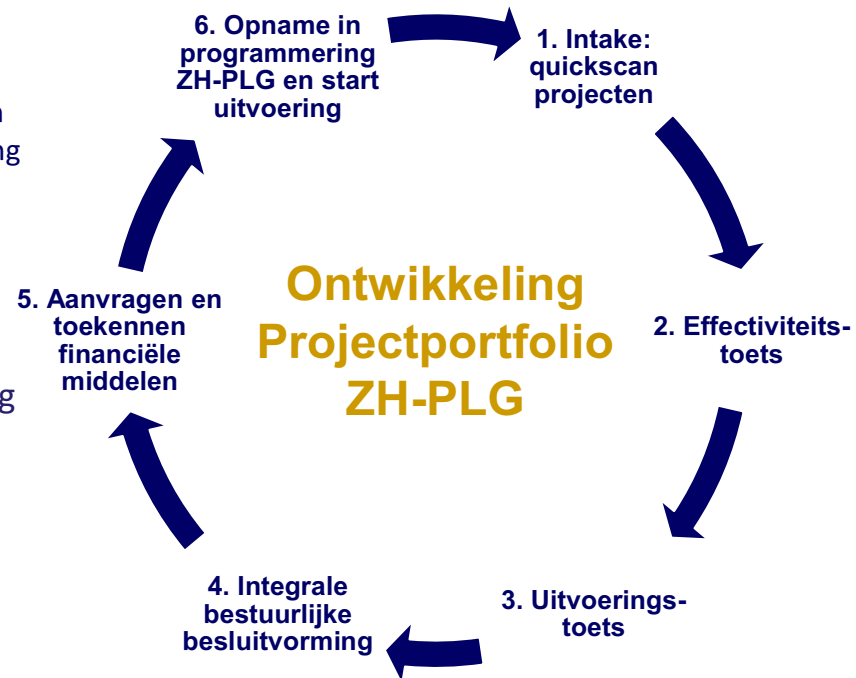 6. Opname in
programmering
ZH-PLG en start
uitvoering
1. Intake:
quickscan
projecten
2. Effectiviteits-
toets
3. Uitvoerings-
toets
4. Integrale
bestuurlijke
besluitvorming
5. Aanvragen en
toekennen
financiële
middelen
Ontwikkeling
Projectportfolio
ZH-PLG